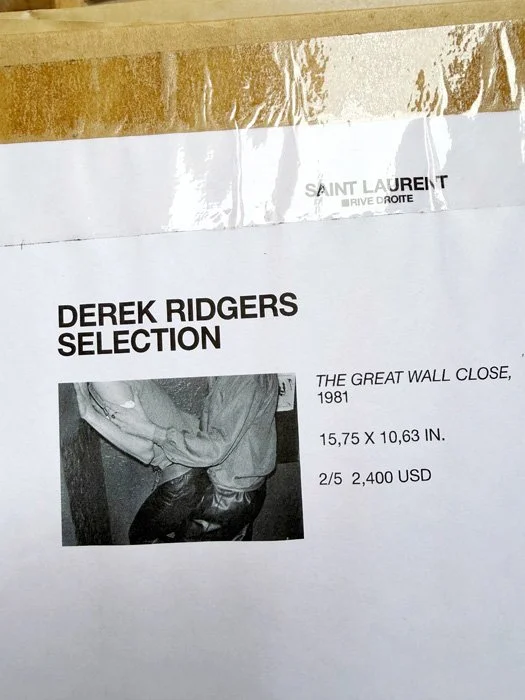 SAINT LAURENT
RIVE DROITE
DEREK RIDGERS
SELECTION
THE GREAT WALL CLOSE,
1981
15,75 X 10,63 IN.
2/5 2,400 USD